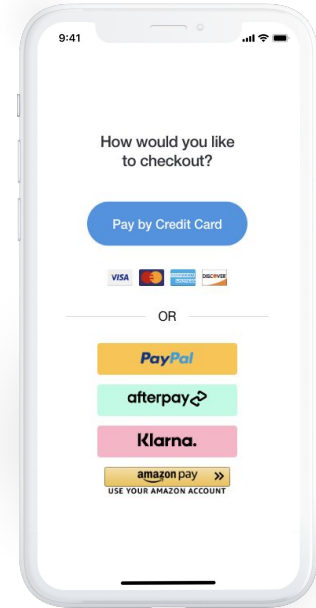 9:41
How would you like
to checkout?
Pay by Credit Card
VISA
DISCOVER
OR
PayPal
afterpay
Klarna.
amazon pay
USE YOUR AMAZON ACCOUNT